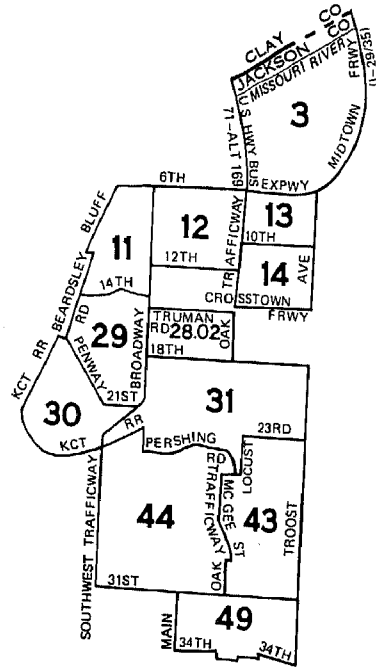 CLAY CO
JACKSON CO
MISSOURI RIVER
FRWY
(I-29/35)
3
MIDTOWN
U S HWY BUS
71-ALT 169
EXPWY
6TH
BLUFF
12
13
TRAFFICWAY
10TH
11
12TH
14
AVE
BEARDSLEY
14TH
CROSSTOWN
FRWY
RD
29
BROADWAY
TRUMAN
RD
28.02
OAK
18TH
KCT RR
PENWAY
21ST
30
31
KCT RR
PERSHING
RD
23RD
TRAFFICWAY
LOCUST
MC GEE
ST
44
43
TROOST
SOUTHWEST TRAFFICWAY
31ST
OAK
49
MAIN
34TH
34TH